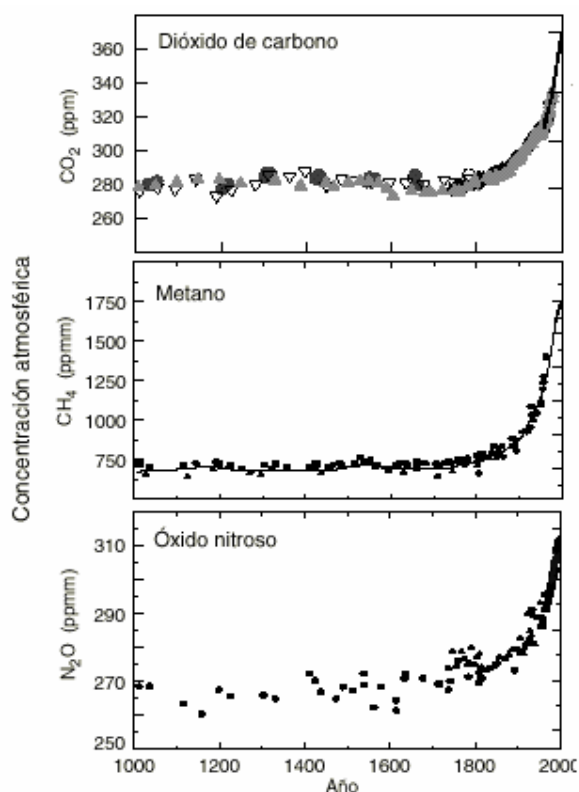 Concentración atmosférica
Dióxido de carbono
CO₂ (ppm)
360
340
320
300
280
260
Metano
CH₄ (ppmm)
1750
1500
1250
1000
750
Óxido nitroso
N₂O (ppmm)
310
290
270
250
1000 1200 1400 1600 1800 2000
Año